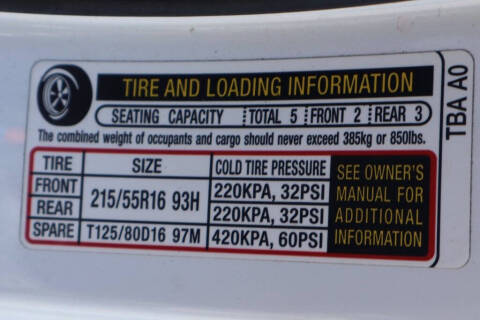 TIRE AND LOADING INFORMATION
SEATING CAPACITY TOTAL 5 FRONT 2 REAR 3
The combined weight of occupants and cargo should never exceed 385kg or 850lbs.
TIRE SIZE COLD TIRE PRESSURE
FRONT 215/55R16 93H 220KPA, 32PSI
REAR 220KPA, 32PSI
SPARE T125/80D16 97M 420KPA, 60PSI
SEE OWNER'S
MANUAL FOR
ADDITIONAL
INFORMATION
TBA A0